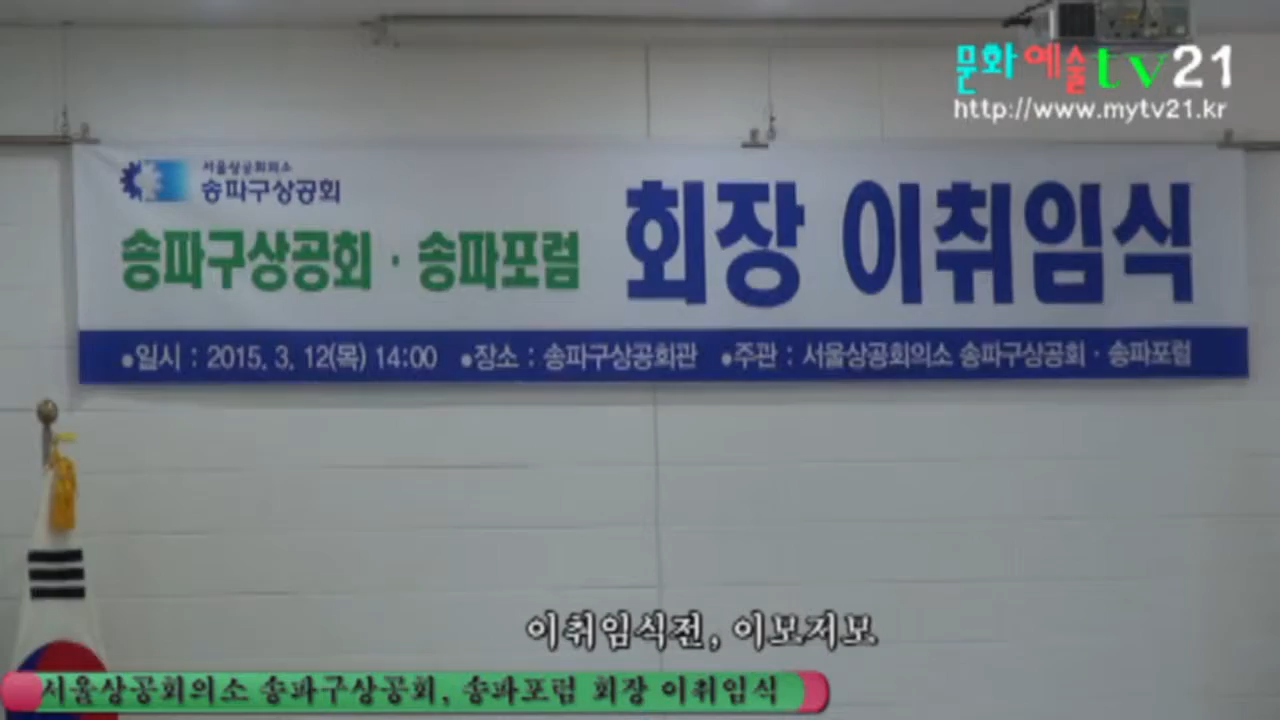 문화예술tv21
http://www.mytv21.kr
서울상공회의소
송파구상공회
송파구상공회 · 송파포럼 회장 이취임식
●일시 : 2015. 3. 12(목) 14:00 ●장소 : 송파구상공회관 ●주관 : 서울상공회의소 송파구상공회 · 송파포럼
이취임식전, 이모저모
서울상공회의소 송파구상공회, 송파포럼 회장 이취임식